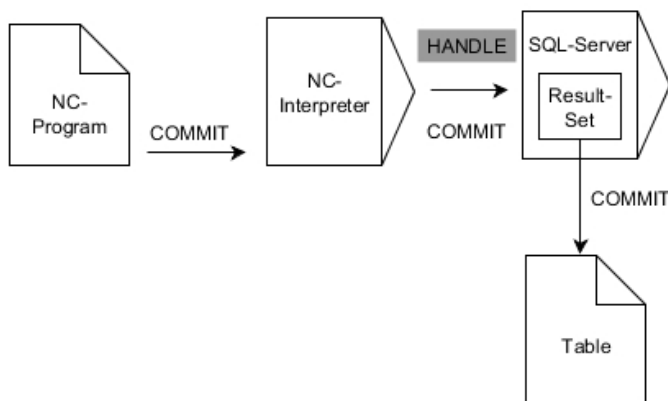 NC-
Program
COMMIT
NC-
Interpreter
HANDLE
COMMIT
SQL-Server
Result-
Set
COMMIT
Table